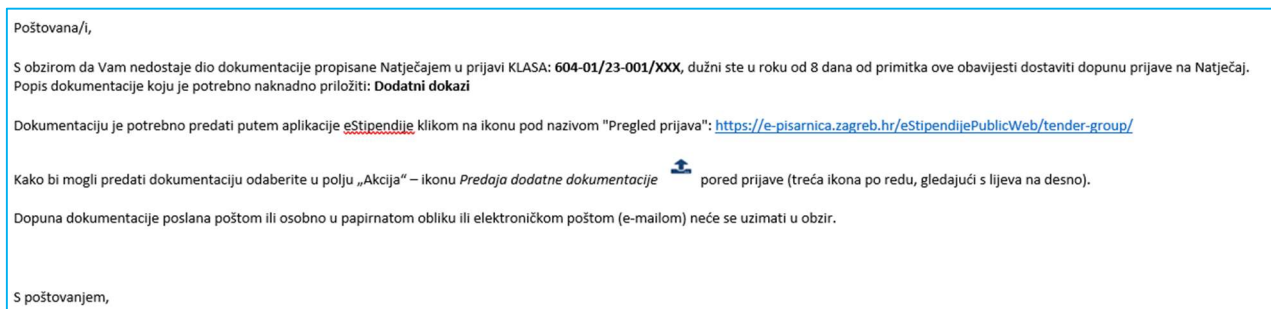 Poštovana/i,
S obzirom da Vam nedostaje dio dokumentacije propisane Natječajem u prijavi KLASA: 604-01/23-001/XXX, dužni ste u roku od 8 dana od primitka ove obavijesti dostaviti dopunu prijave na Natječaj.
Popis dokumentacije koju je potrebno naknadno priložiti: Dodatni dokazi
Dokumentaciju je potrebno predati putem aplikacije eStipendije klikom na ikonu pod nazivom "Pregled prijava": https://e-pisarnica.zagreb.hr/eStipendijePublicWeb/tender-group/
Kako bi mogli predati dokumentaciju odaberite u polju „Akcija“ – ikonu Predaja dodatne dokumentacije pored prijave (treća ikona po redu, gledajući s lijeva na desno).
Dopuna dokumentacije poslana poštom ili osobno u papirnatom obliku ili elektroničkom poštom (e-mailom) neće se uzimati u obzir.
S poštovanjem,